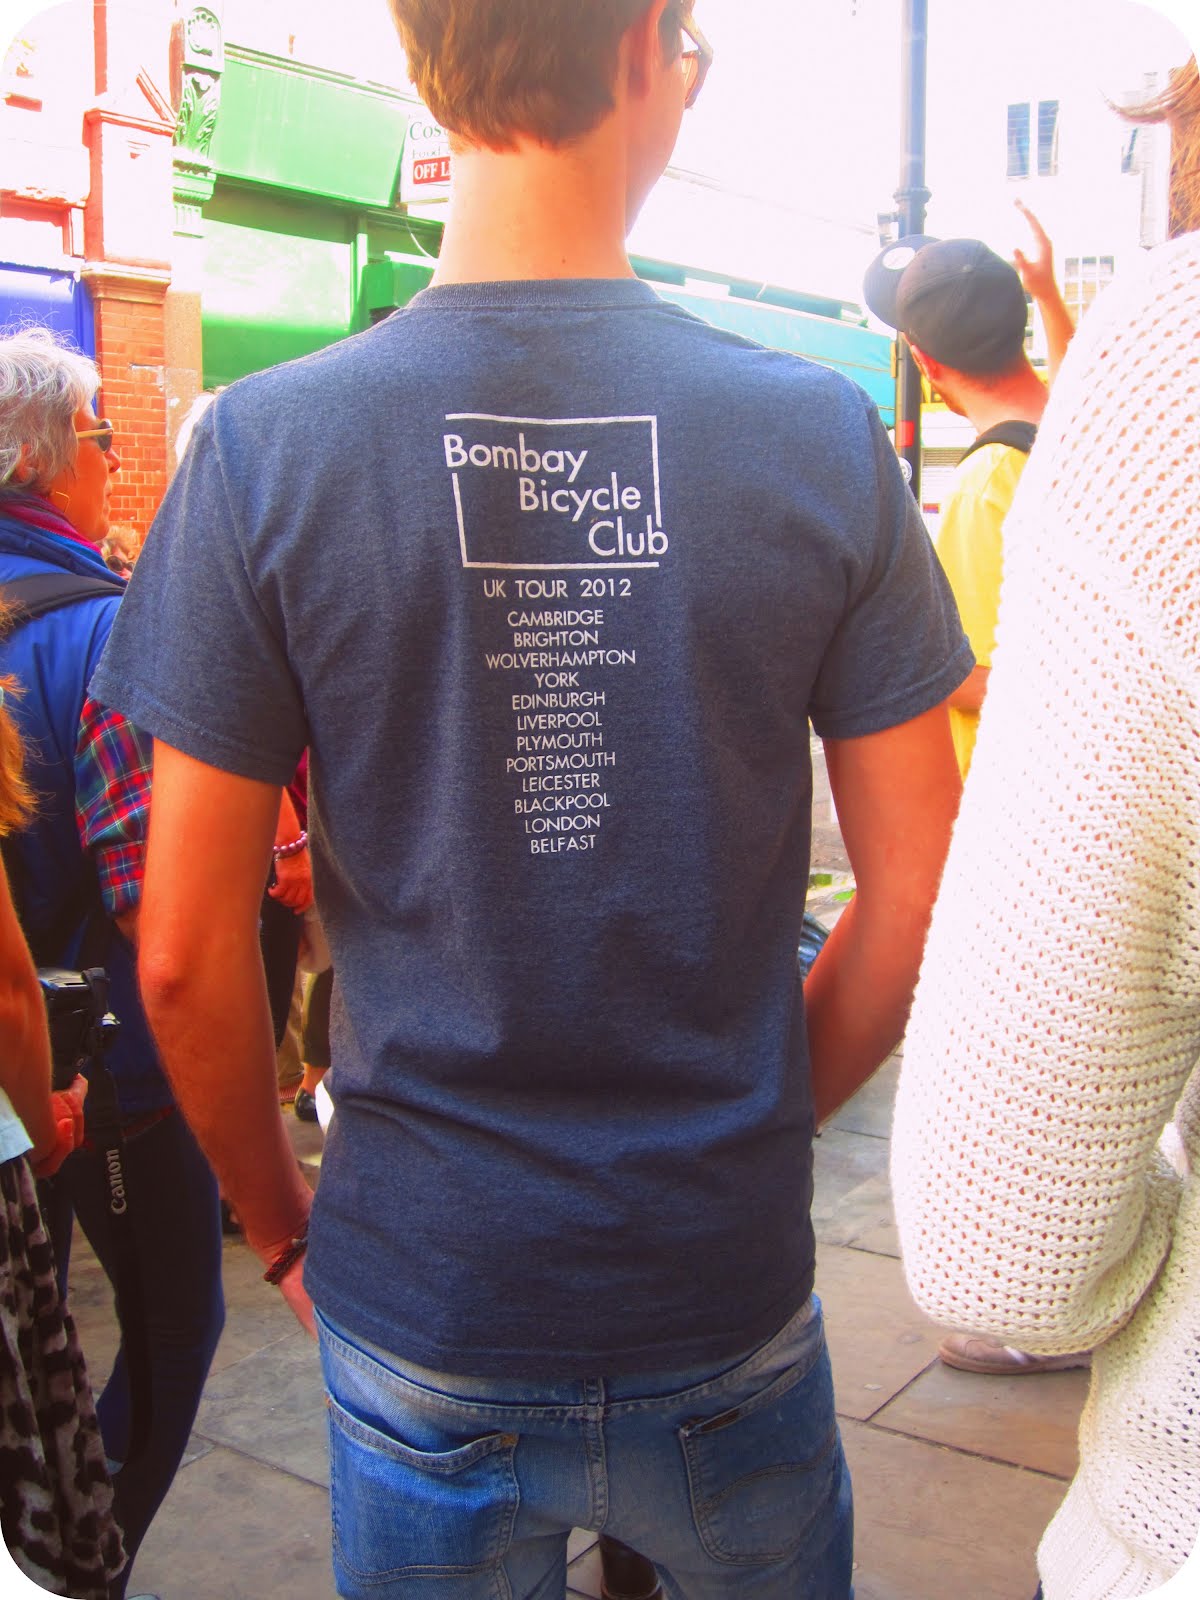 OFF
Bombay
Bicycle
Club
UK TOUR 2012
CAMBRIDGE
BRIGHTON
WOLVERHAMPTON
YORK
EDINBURGH
LIVERPOOL
PLYMOUTH
PORTSMOUTH
LEICESTER
BLACKPOOL
LONDON
BELFAST
Canon